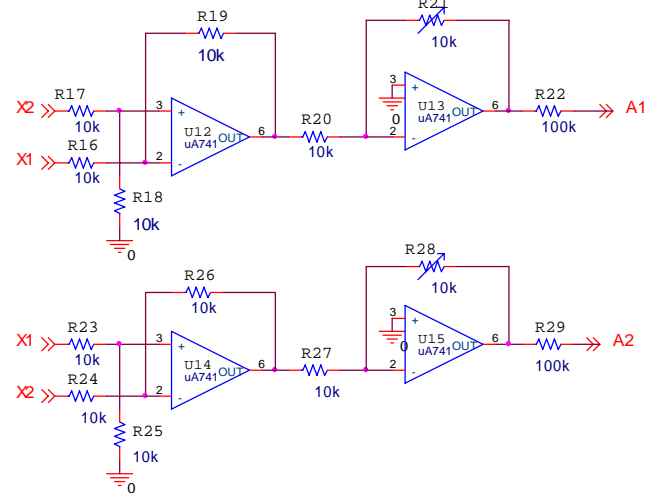 R21
R19
10k
10k
X2
R17
10k
3
+
U12
uA741
OUT
6
R20
10k
3
+
0
U13
uA741
OUT
6
2
-
R22
100k
A1
X1
R16
10k
2
-
R18
10k
0
R28
10k
R26
10k
X1
R23
10k
3
+
U14
uA741
OUT
6
R27
10k
3
+
0
U15
uA741
OUT
6
2
-
R29
100k
A2
X2
R24
10k
2
-
R25
10k
0